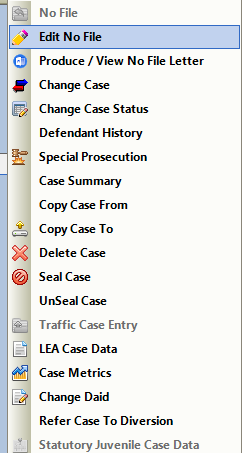 No File
Edit No File
Produce / View No File Letter
Change Case
Change Case Status
Defendant History
Special Prosecution
Case Summary
Copy Case From
Copy Case To
Delete Case
Seal Case
UnSeal Case
Traffic Case Entry
LEA Case Data
Case Metrics
Change Daid
Refer Case To Diversion
Statutory Juvenile Case Data